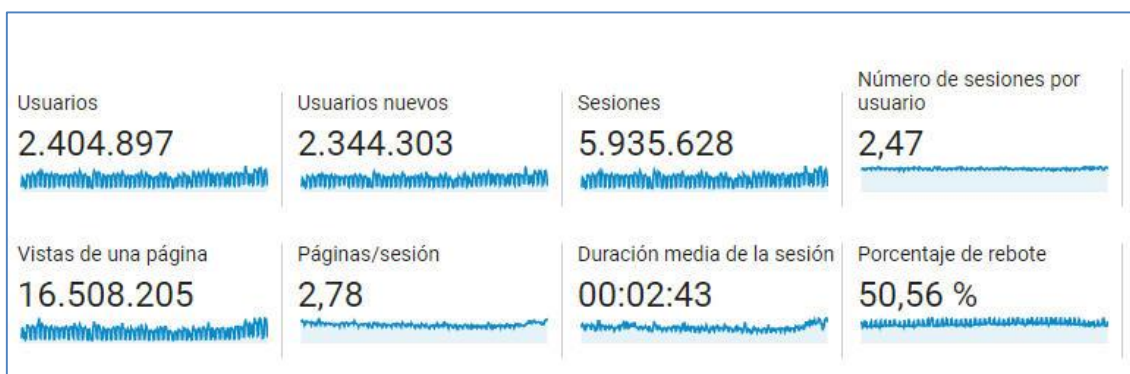 Usuarios
2.404.897
Usuarios nuevos
2.344.303
Sesiones
5.935.628
Número de sesiones por
usuario
2,47
Vistas de una página
16.508.205
Páginas/sesión
2,78
Duración media de la sesión
00:02:43
Porcentaje de rebote
50,56 %